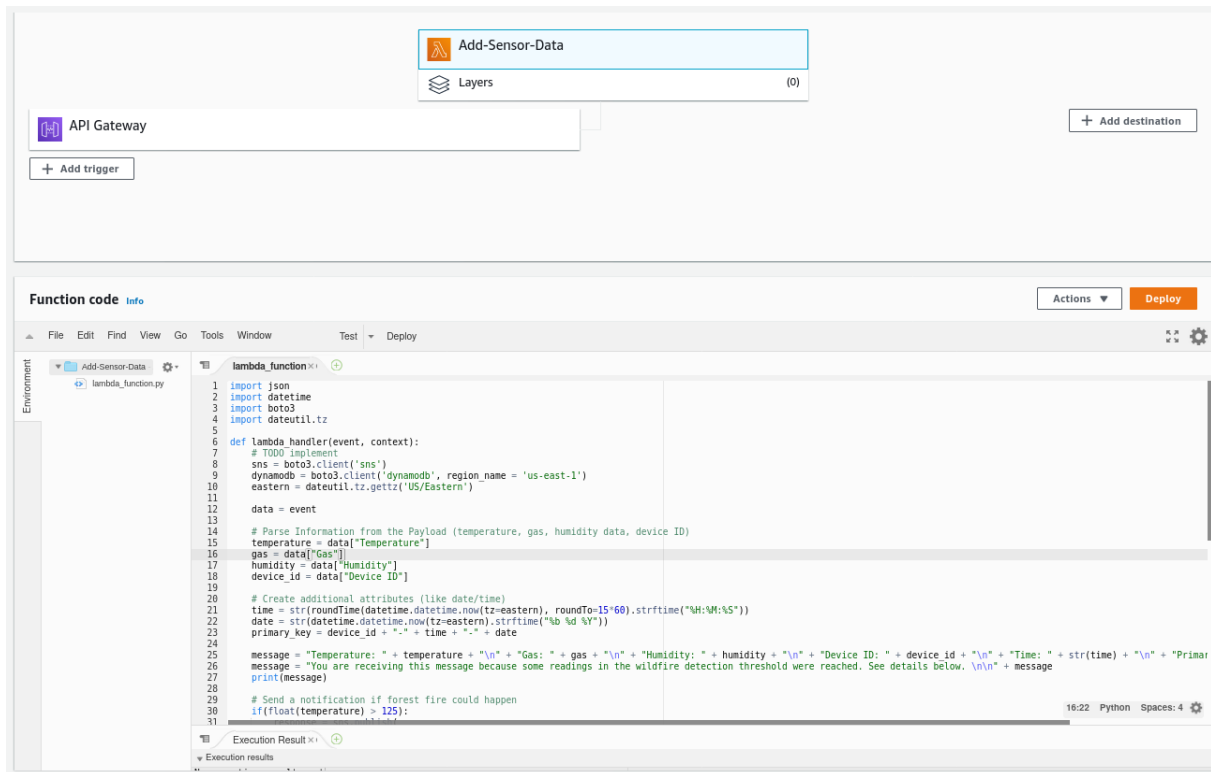 Add-Sensor-Data
Layers (0)
API Gateway
+ Add destination
+ Add trigger
Function code Info
Actions ▼ Deploy
File Edit Find View Go Tools Window Test Deploy
Environment
Add-Sensor-Data
lambda_function.py
lambda_function
1 import json
2 import datetime
3 import boto3
4 import dateutil.tz
5
6 def lambda_handler(event, context):
7 # TODO implement
8 sns = boto3.client('sns')
9 dynamodb = boto3.client('dynamodb', region_name = 'us-east-1')
10 eastern = dateutil.tz.gettz('US/Eastern')
11
12 data = event
13
14 # Parse Information from the Payload (temperature, gas, humidity data, device ID)
15 temperature = data["Temperature"]
16 gas = data["Gas"]
17 humidity = data["Humidity"]
18 device_id = data["Device ID"]
19
20 # Create additional attributes (like date/time)
21 time = str(roundTime(datetime.datetime.now(tz=eastern), roundTo=15*60).strftime("%H:%M:%S"))
22 date = str(datetime.datetime.now(tz=eastern).strftime("%b %d %Y"))
23 primary_key = device_id + "-" + time + "-" + date
24
25 message = "Temperature: " + temperature + "\n" + "Gas: " + gas + "\n" + "Humidity: " + humidity + "\n" + "Device ID: " + device_id + "\n" + "Time: " + str(time) + "\n" + "Primar
26 message = "You are receiving this message because some readings in the wildfire detection threshold were reached. See details below. \n\n" + message
27 print(message)
28
29 # Send a notification if forest fire could happen
30 if(float(temperature) > 125):
31
16:22 Python Spaces: 4
Execution Result
Execution results